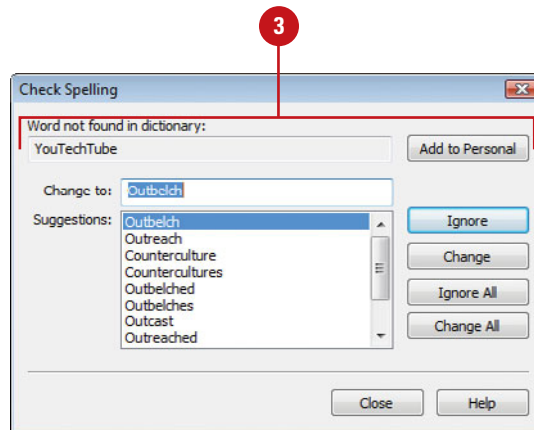 3
Check Spelling
Word not found in dictionary:
YouTechTube
Add to Personal
Change to: Outbelch
Suggestions:
Outbelch
Outreach
Counterculture
Countercultures
Outbelched
Outbelches
Outcast
Outreached
Ignore
Change
Ignore All
Change All
Close
Help